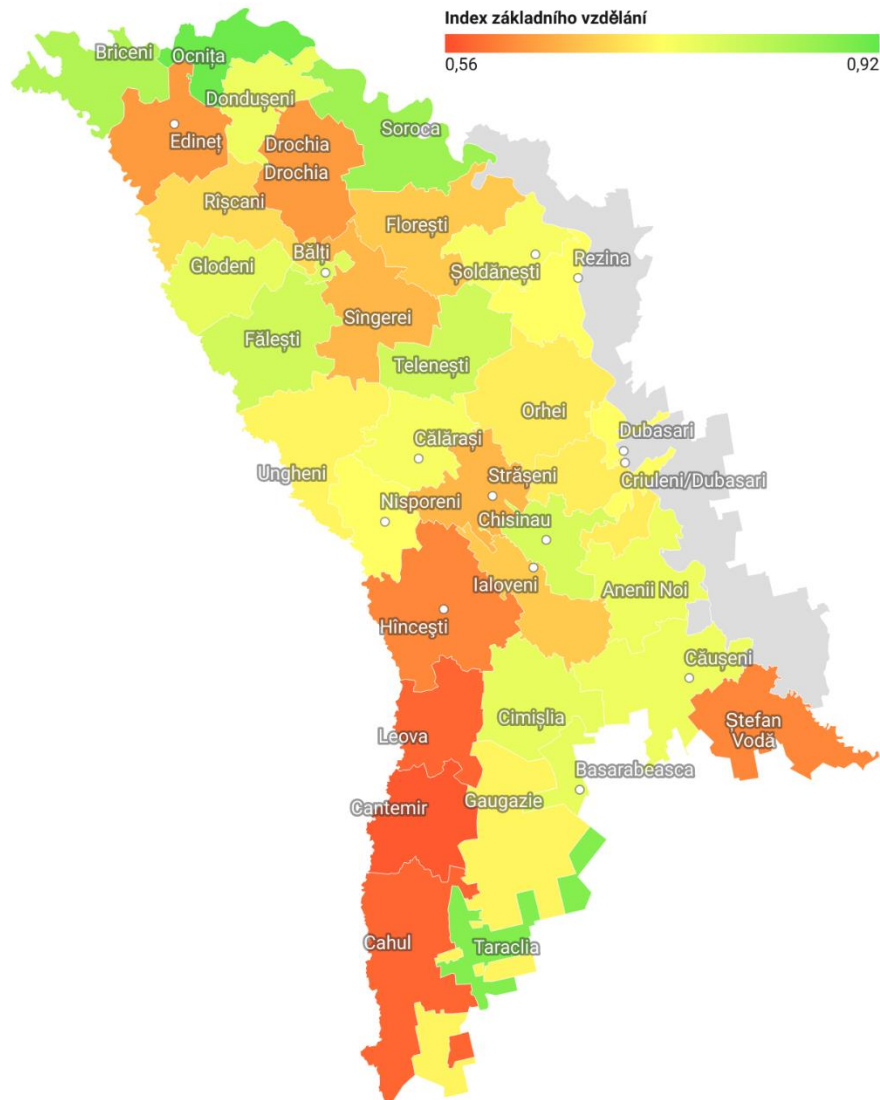 Index základního vzdělání
0,56
0,92
Briceni
Ocnița
Dondușeni
Edineț
Drochia
Soroca
Drochia
Rîșcani
Florești
Bălți
Rezina
Glodeni
Șoldănești
Sîngerei
Fălești
Telenești
Orhei
Dubasari
Călărași
Ungheni
Strășeni
Criuleni/Dubasari
Nisporeni
Chisinau
Ialoveni
Anenii Noi
Hîncești
Căușeni
Cimișlia
Ștefan
Vodă
Leova
Basarabeasca
Cantemir
Gaugazie
Cahul
Taraclia